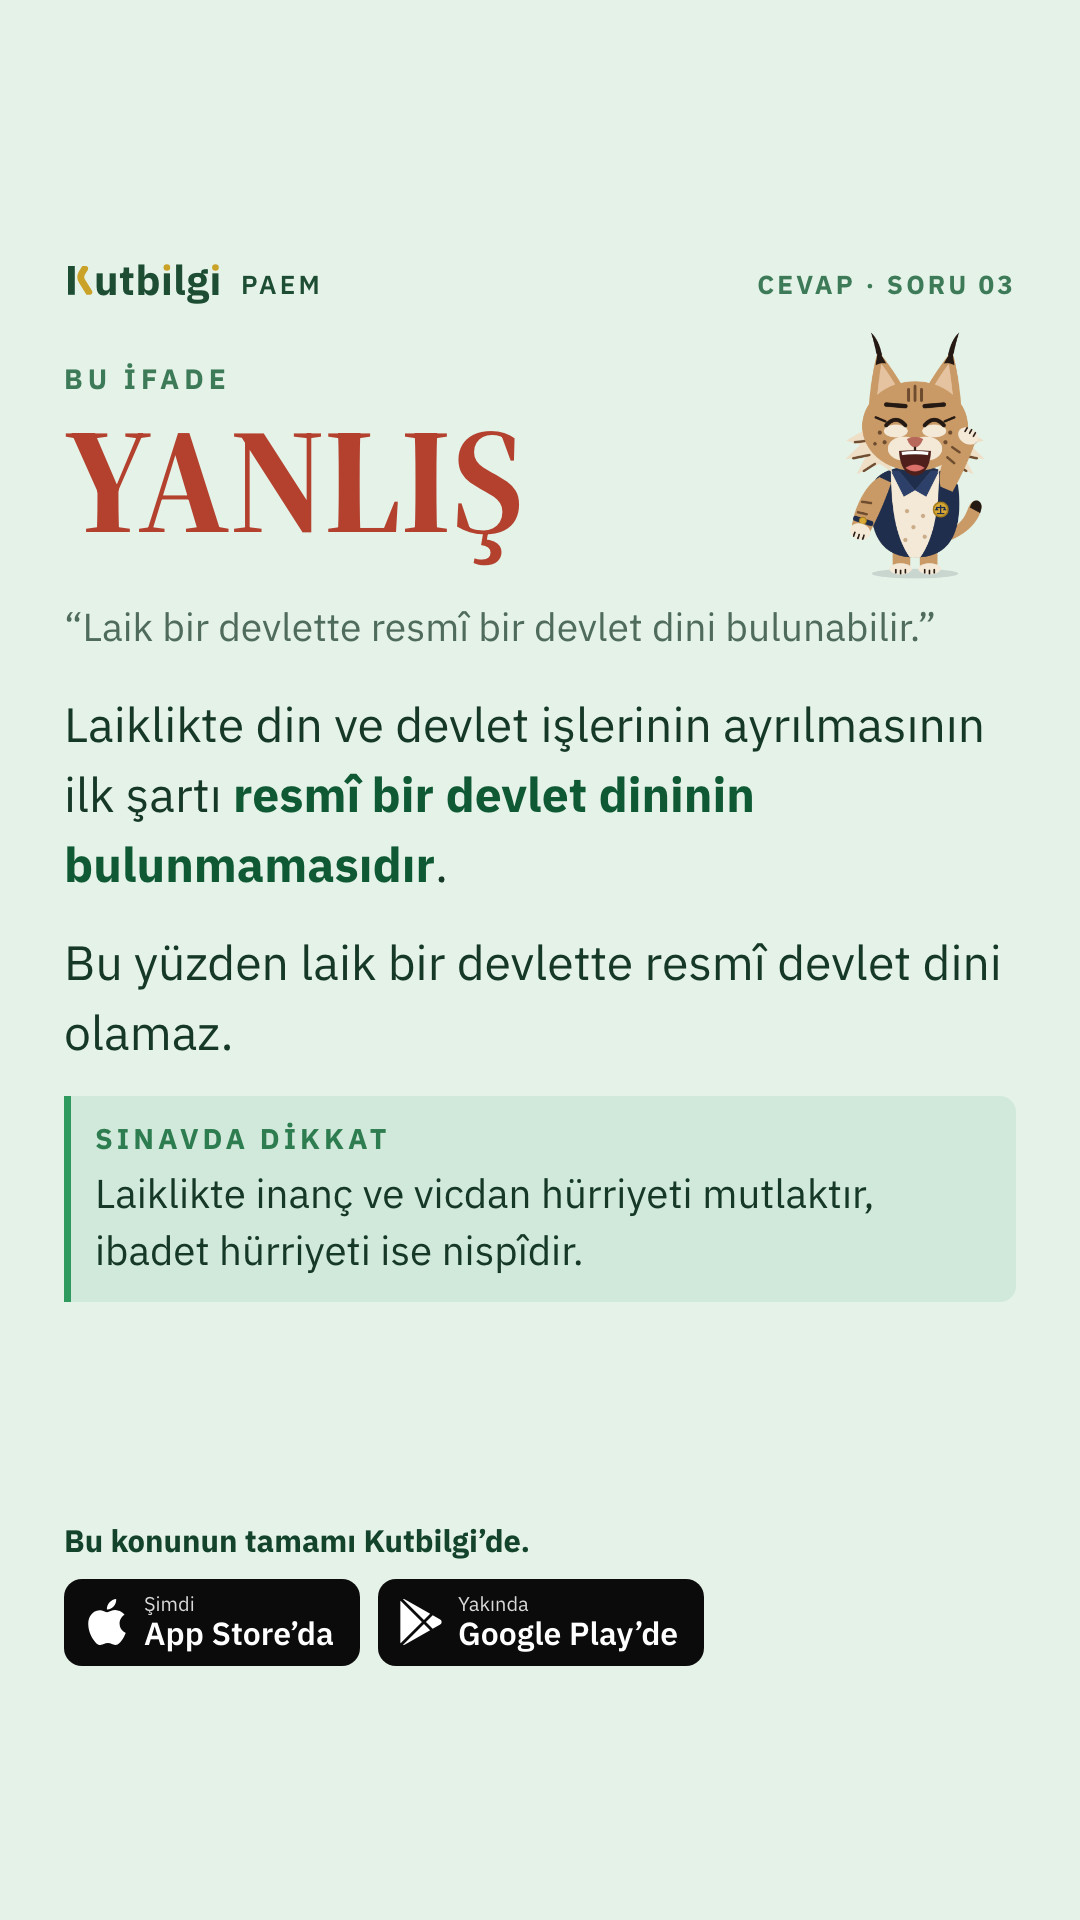 Kutbilgi PAEM
CEVAP · SORU 03
BU İFADE
YANLIŞ
“Laik bir devlette resmî bir devlet dini bulunabilir.”
Laiklikte din ve devlet işlerinin ayrılmasının
ilk şartı resmî bir devlet dininin
bulunmamasıdır.
Bu yüzden laik bir devlette resmî devlet dini
olamaz.
SINAVDA DİKKAT
Laiklikte inanç ve vicdan hürriyeti mutlaktır,
ibadet hürriyeti ise nispîdir.
Bu konunun tamamı Kutbilgi’de.
Şimdi
App Store’da
Yakında
Google Play’de